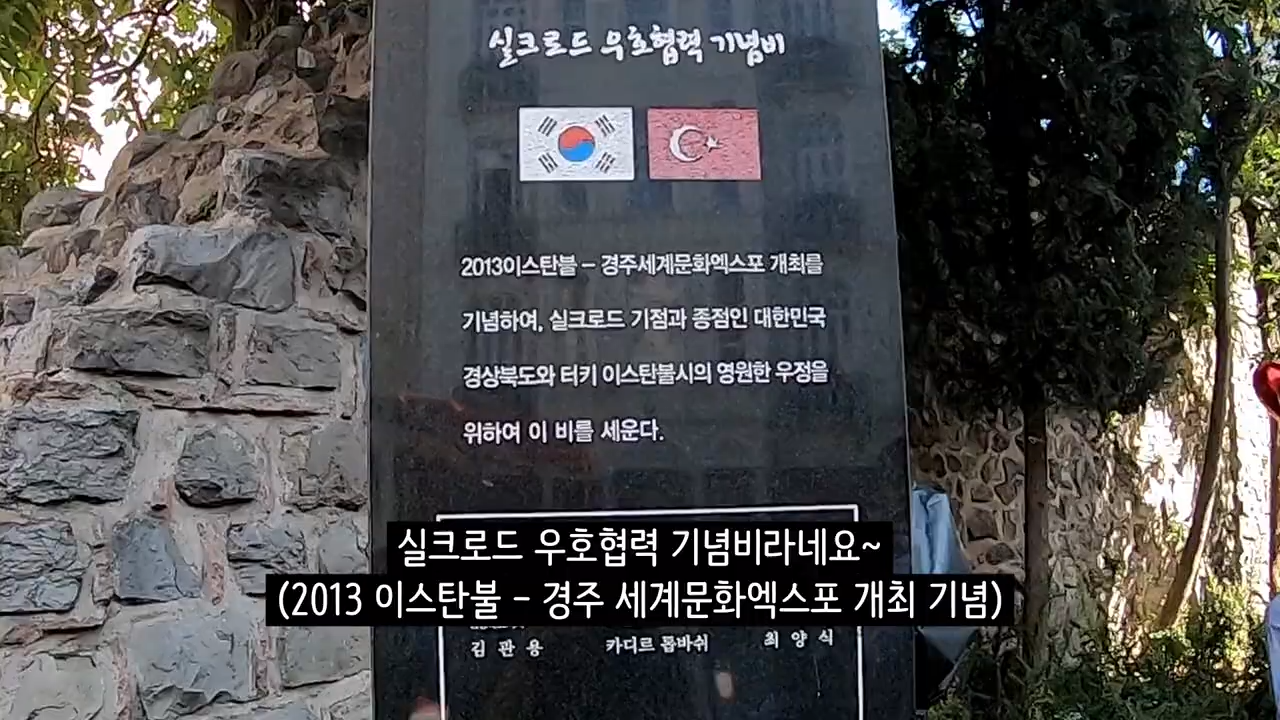 실크로드 우호협력 기념비
2013이스탄불 - 경주세계문화엑스포 개최를
기념하여, 실크로드 기점과 종점인 대한민국
경상북도와 터키 이스탄불시의 영원한 우정을
위하여 이 비를 세운다.
실크로드 우호협력 기념비라네요~
(2013 이스탄불 - 경주 세계문화엑스포 개최 기념)
김 관 용 카디르 톱바쉬 최 양 식